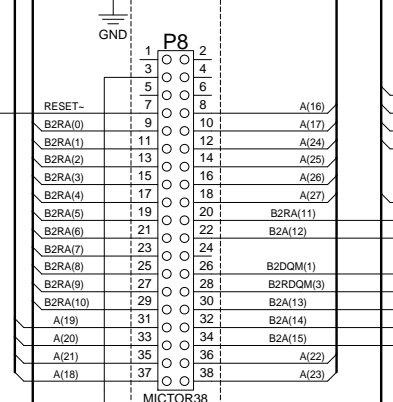 GND
P8
1 2
3 4
5 6
RESET~ 7 8 A(16)
B2RA(0) 9 10 A(17)
B2RA(1) 11 12 A(24)
B2RA(2) 13 14 A(25)
B2RA(3) 15 16 A(26)
B2RA(4) 17 18 A(27)
B2RA(5) 19 20 B2RA(11)
B2RA(6) 21 22 B2A(12)
B2RA(7) 23 24
B2RA(8) 25 26 B2DQM(1)
B2RA(9) 27 28 B2RDQM(3)
B2RA(10) 29 30 B2A(13)
A(19) 31 32 B2A(14)
A(20) 33 34 B2A(15)
A(21) 35 36 A(22)
A(18) 37 38 A(23)
MICTOR38